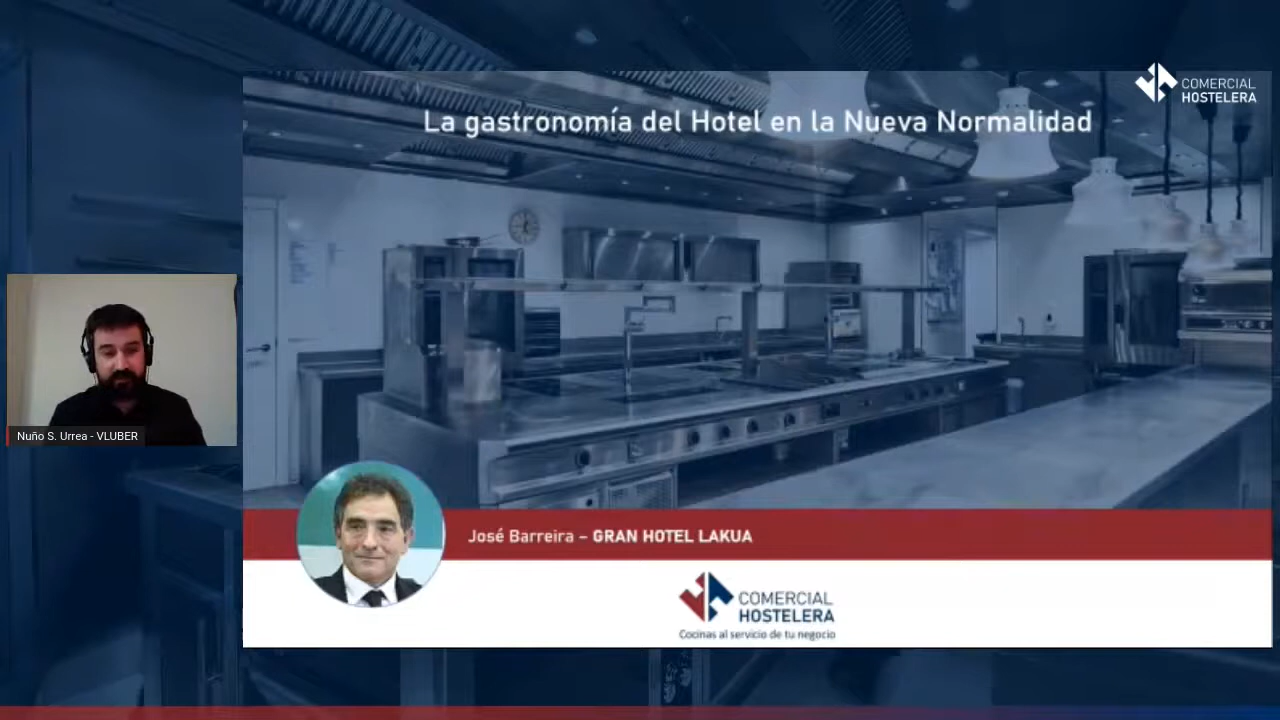 COMERCIAL
HOSTELERA
La gastronomía del Hotel en la Nueva Normalidad
Nuño S. Urrea - VLUBER
José Barreira – GRAN HOTEL LAKUA
COMERCIAL
HOSTELERA
Cocinas al servicio de tu negocio